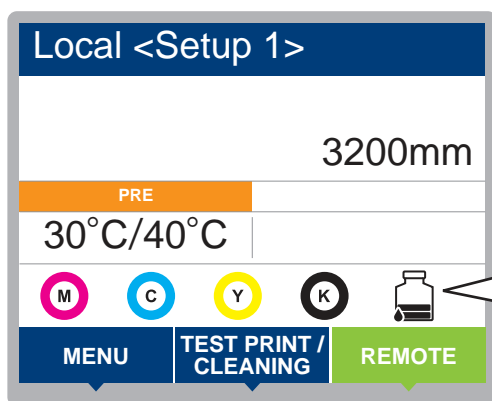 Local <Setup 1>
3200mm
PRE
30°C/40°C
M C Y K
MENU
TEST PRINT /
CLEANING
REMOTE